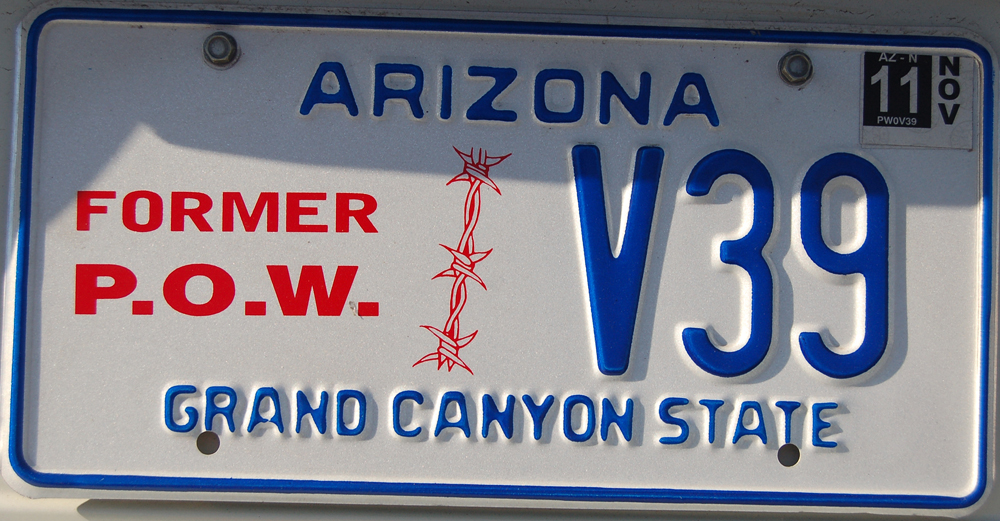 ARIZONA
AZ - N
11
PW0V39
NOV
FORMER
P.O.W.
V39
GRAND CANYON STATE